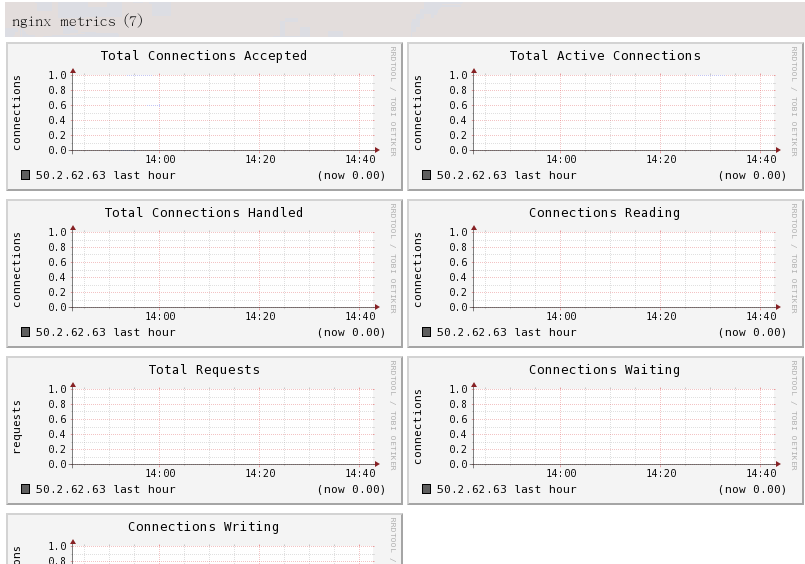 nginx metrics (7)
Total Connections Accepted
connections
1.0
0.8
0.6
0.4
0.2
0.0
14:00 14:20 14:40
50.2.62.63 last hour (now 0.00)
RRDTOOL / TOBI OETIKER
Total Active Connections
connections
1.0
0.8
0.6
0.4
0.2
0.0
14:00 14:20 14:40
50.2.62.63 last hour (now 0.00)
RRDTOOL / TOBI OETIKER
Total Connections Handled
connections
1.0
0.8
0.6
0.4
0.2
0.0
14:00 14:20 14:40
50.2.62.63 last hour (now 0.00)
RRDTOOL / TOBI OETIKER
Connections Reading
connections
1.0
0.8
0.6
0.4
0.2
0.0
14:00 14:20 14:40
50.2.62.63 last hour (now 0.00)
RRDTOOL / TOBI OETIKER
Total Requests
requests
1.0
0.8
0.6
0.4
0.2
0.0
14:00 14:20 14:40
50.2.62.63 last hour (now 0.00)
RRDTOOL / TOBI OETIKER
Connections Waiting
connections
1.0
0.8
0.6
0.4
0.2
0.0
14:00 14:20 14:40
50.2.62.63 last hour (now 0.00)
RRDTOOL / TOBI OETIKER
Connections Writing
ons
1.0
0.8
RRDTOOL /